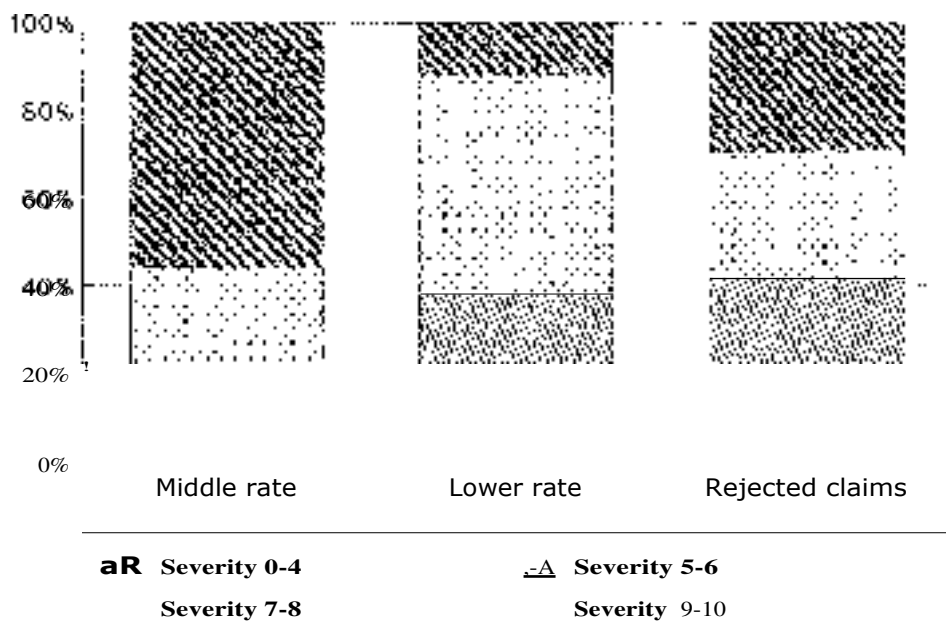 100%
80%
60%
40%
20%
0%
Middle rate Lower rate Rejected claims
aR Severity 0-4 ,-A Severity 5-6
Severity 7-8 Severity 9-10